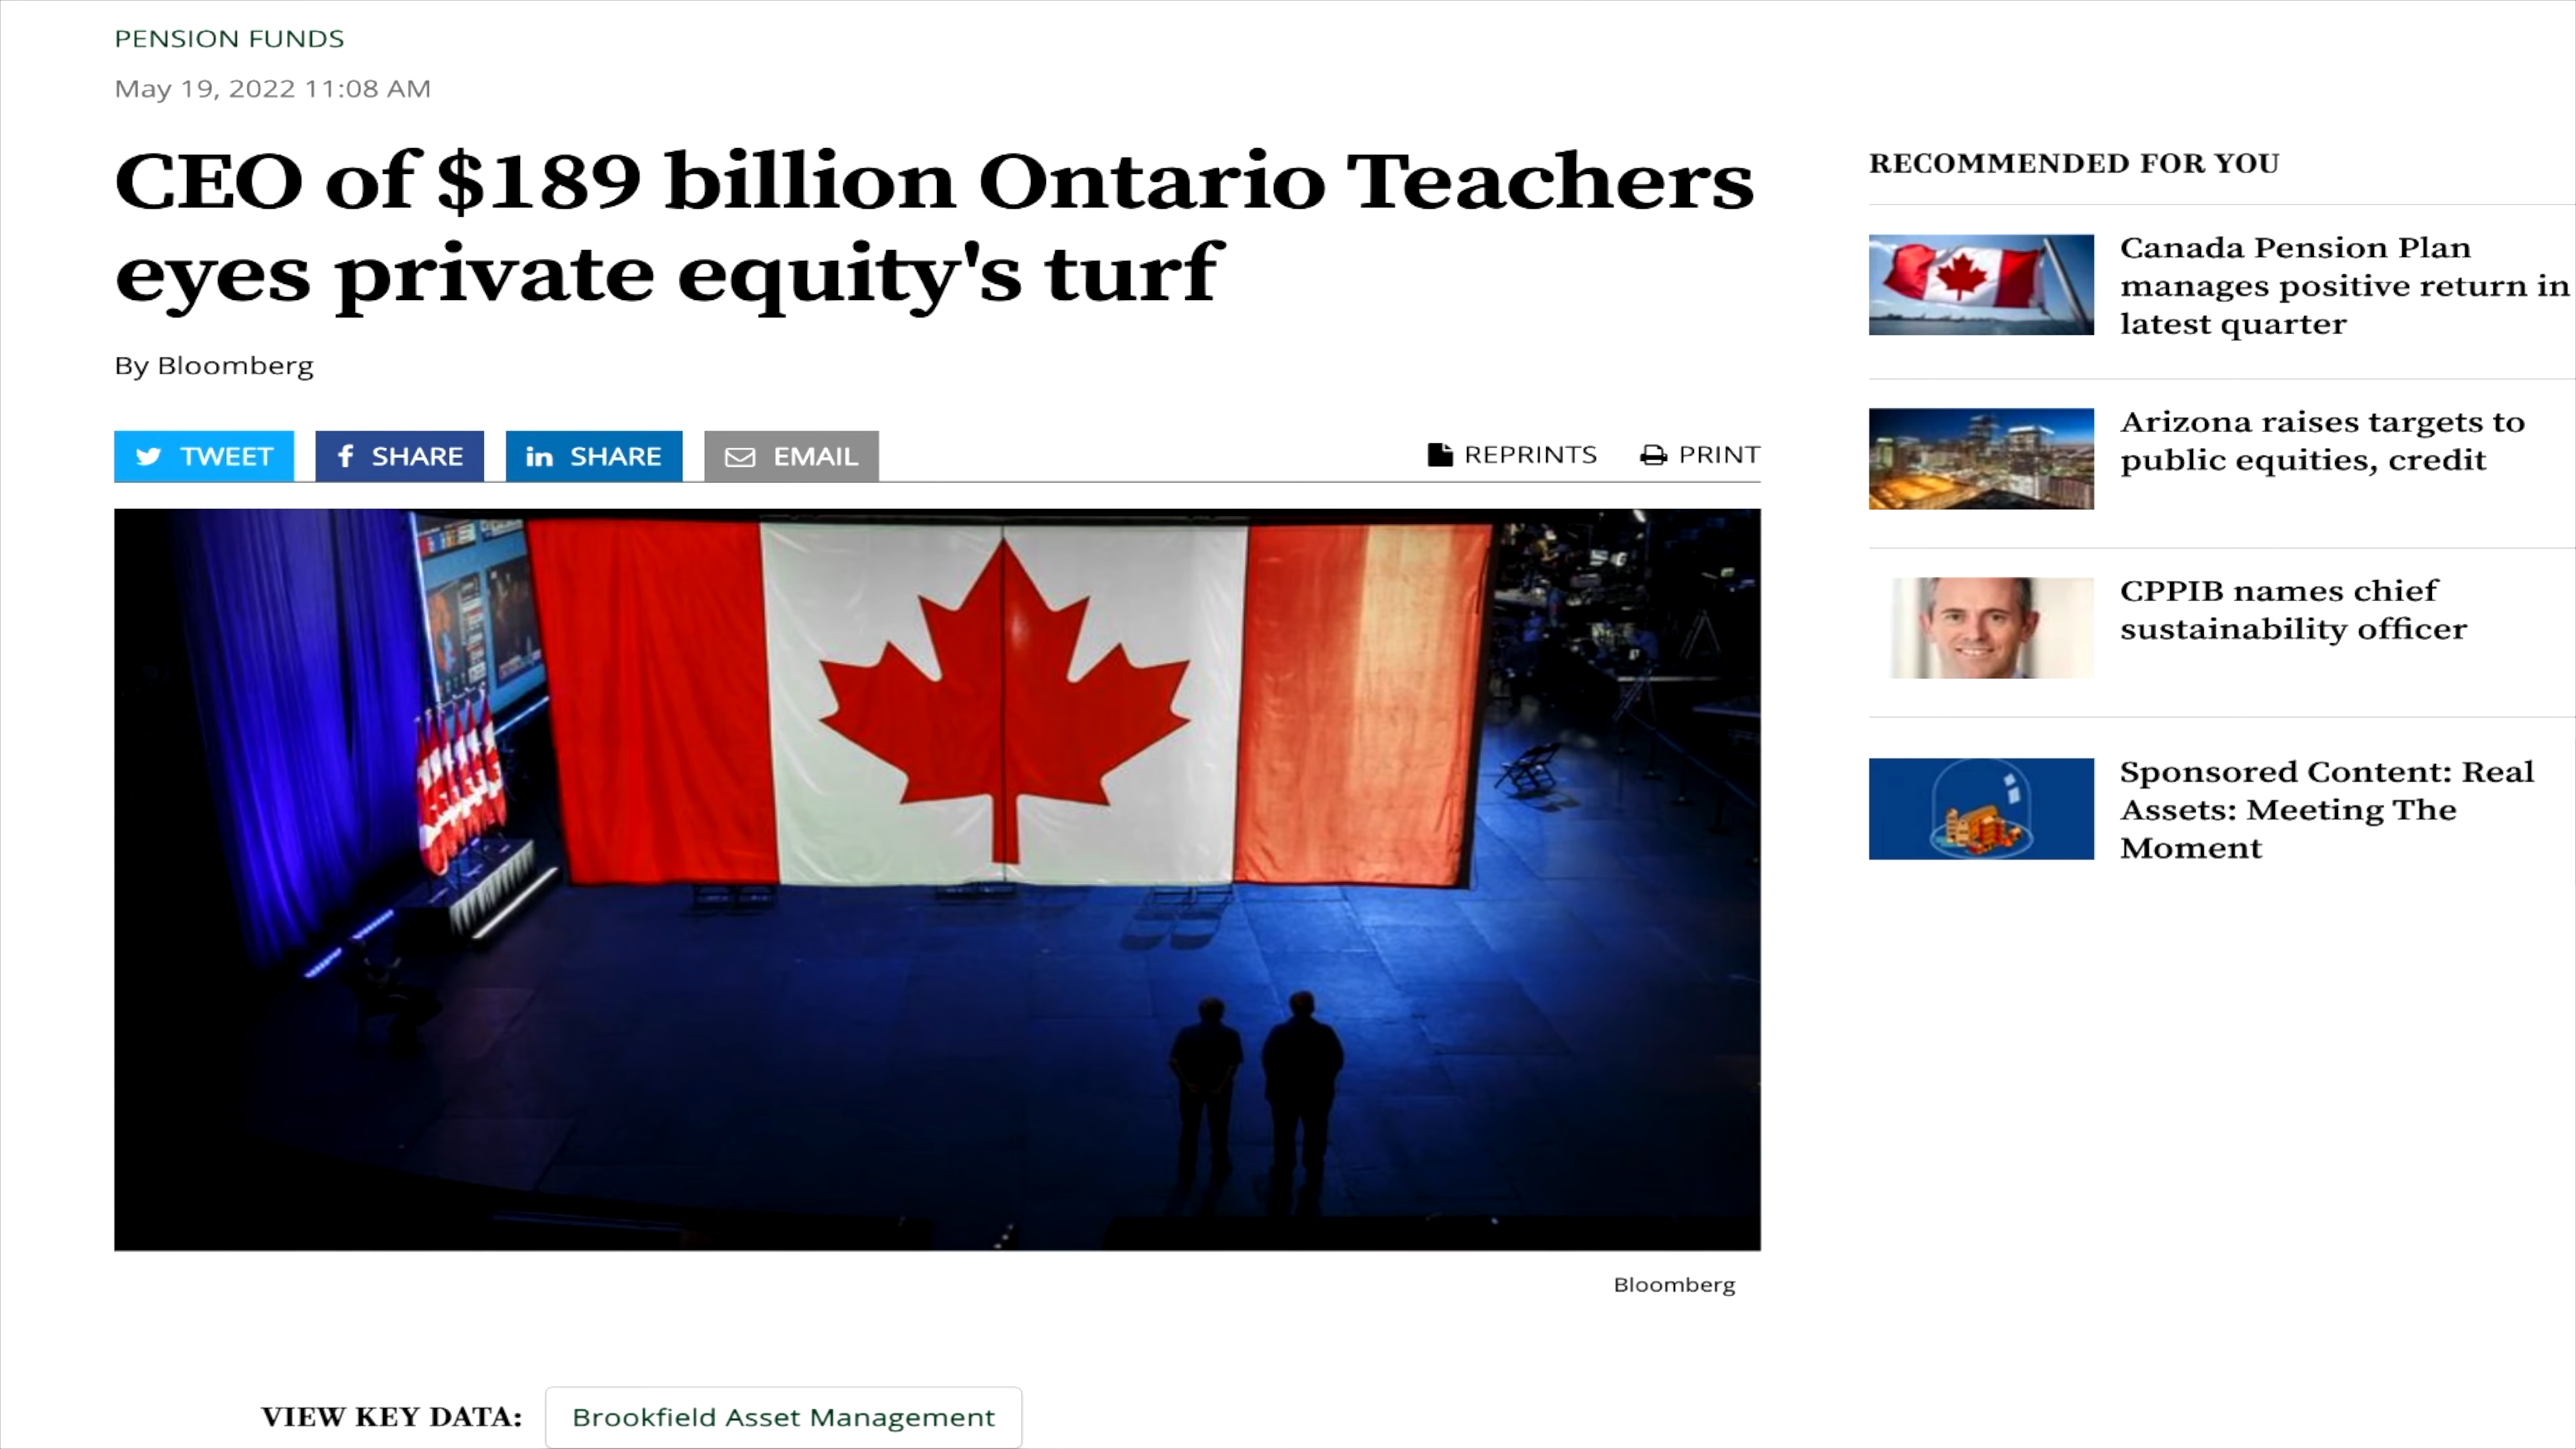 PENSION FUNDS
May 19, 2022 11:08 AM
CEO of $189 billion Ontario Teachers
eyes private equity's turf
By Bloomberg
TWEET
SHARE
SHARE
EMAIL
REPRINTS
PRINT
Bloomberg
VIEW KEY DATA:
Brookfield Asset Management
RECOMMENDED FOR YOU
Canada Pension Plan
manages positive return in
latest quarter
Arizona raises targets to
public equities, credit
CPPIB names chief
sustainability officer
Sponsored Content: Real
Assets: Meeting The
Moment